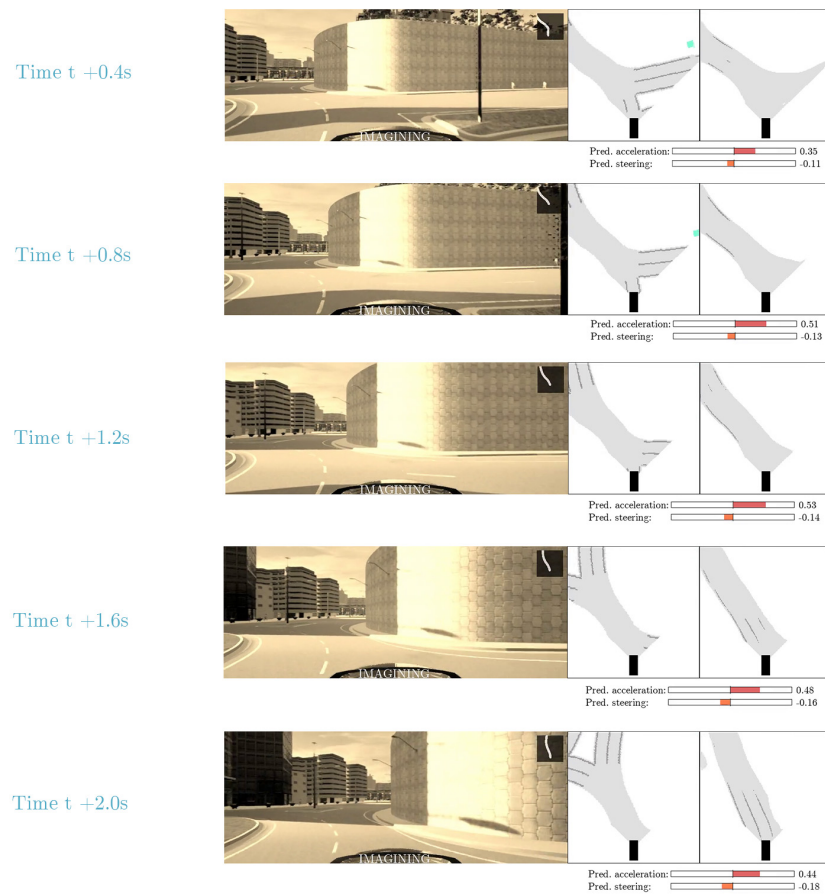 Time t +0.4s
IMAGINING
Pred. acceleration: 0.35
Pred. steering: -0.11
Time t +0.8s
IMAGINING
Pred. acceleration: 0.51
Pred. steering: -0.13
Time t +1.2s
IMAGINING
Pred. acceleration: 0.53
Pred. steering: -0.14
Time t +1.6s
IMAGINING
Pred. acceleration: 0.48
Pred. steering: -0.16
Time t +2.0s
IMAGINING
Pred. acceleration: 0.44
Pred. steering: -0.18